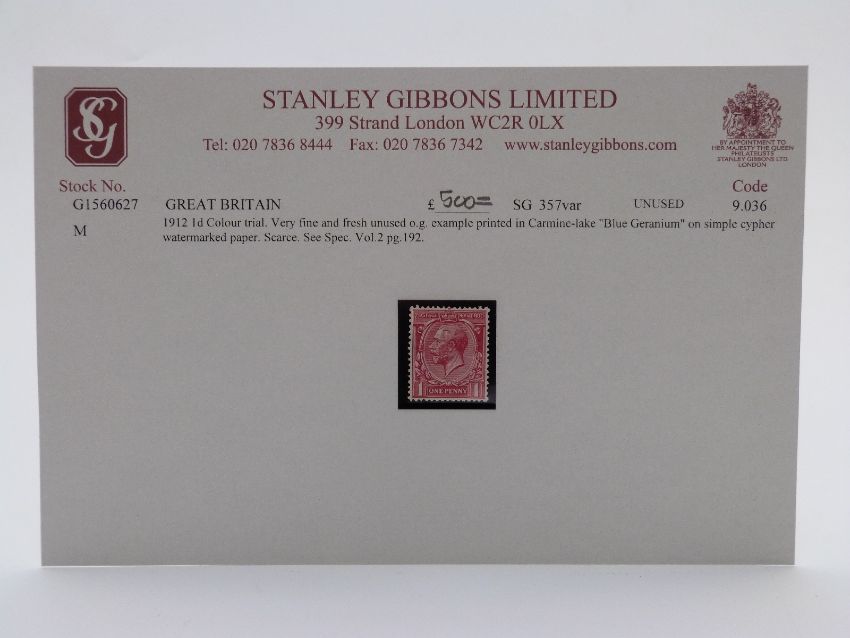 SG
STANLEY GIBBONS LIMITED
399 Strand London WC2R 0LX
Tel: 020 7836 8444 Fax: 020 7836 7342 www.stanleygibbons.com
BY APPOINTMENT TO
HER MAJESTY THE QUEEN
PHILATELISTS
STANLEY GIBBONS LTD
LONDON
Stock No. Code
G1560627 GREAT BRITAIN £ 500= SG 357var UNUSED 9.036
M 1912 1d Colour trial. Very fine and fresh unused o.g. example printed in Carmine-lake "Blue Geranium" on simple cypher
watermarked paper. Scarce. See Spec. Vol.2 pg.192.
1 ONE PENNY 1